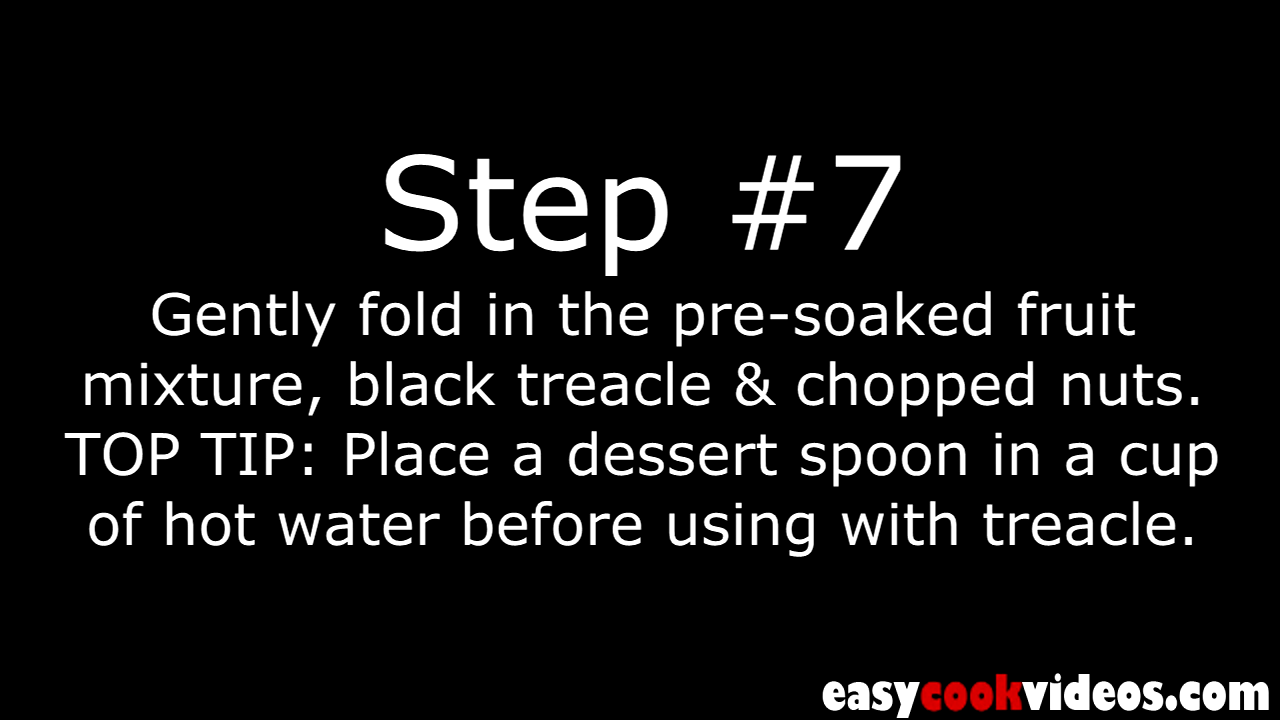 Step #7
Gently fold in the pre-soaked fruit
mixture, black treacle & chopped nuts.
TOP TIP: Place a dessert spoon in a cup
of hot water before using with treacle.
easycookvideos.com